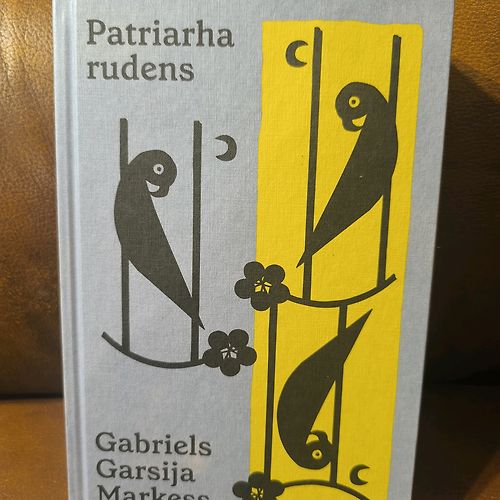 Patriarha
rudens
Gabriels
Garsija
Markess